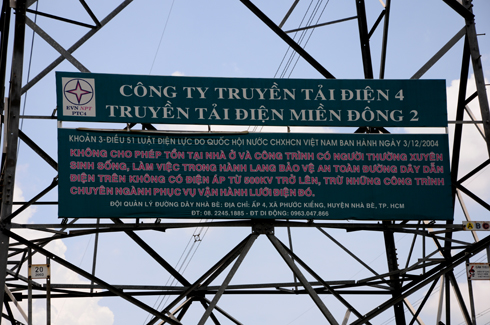 EVN NPT
PTC4
CÔNG TY TRUYỀN TẢI ĐIỆN 4
TRUYỀN TẢI ĐIỆN MIỀN ĐÔNG 2
KHOẢN 3-ĐIỀU 51 LUẬT ĐIỆN LỰC DO QUỐC HỘI NƯỚC CHXHCN VIỆT NAM BAN HÀNH NGÀY 3/12/2004
KHÔNG CHO PHÉP TỒN TẠI NHÀ Ở VÀ CÔNG TRÌNH CÓ NGƯỜI THƯỜNG XUYÊN
SINH SỐNG, LÀM VIỆC TRONG HÀNH LANG BẢO VỆ AN TOÀN ĐƯỜNG DÂY DẪN
ĐIỆN TRÊN KHÔNG CÓ ĐIỆN ÁP TỪ 500KV TRỞ LÊN, TRỪ NHỮNG CÔNG TRÌNH
CHUYÊN NGÀNH PHỤC VỤ VẬN HÀNH LƯỚI ĐIỆN ĐÓ.
ĐỘI QUẢN LÝ ĐƯỜNG DÂY NHÀ BÈ: ĐỊA CHỈ: ẤP 4, XÃ PHƯỚC KIỂNG, HUYỆN NHÀ BÈ, TP. HCM
ĐT: 08. 2245.1885 - ĐT DI ĐỘNG: 0963.047.866
20